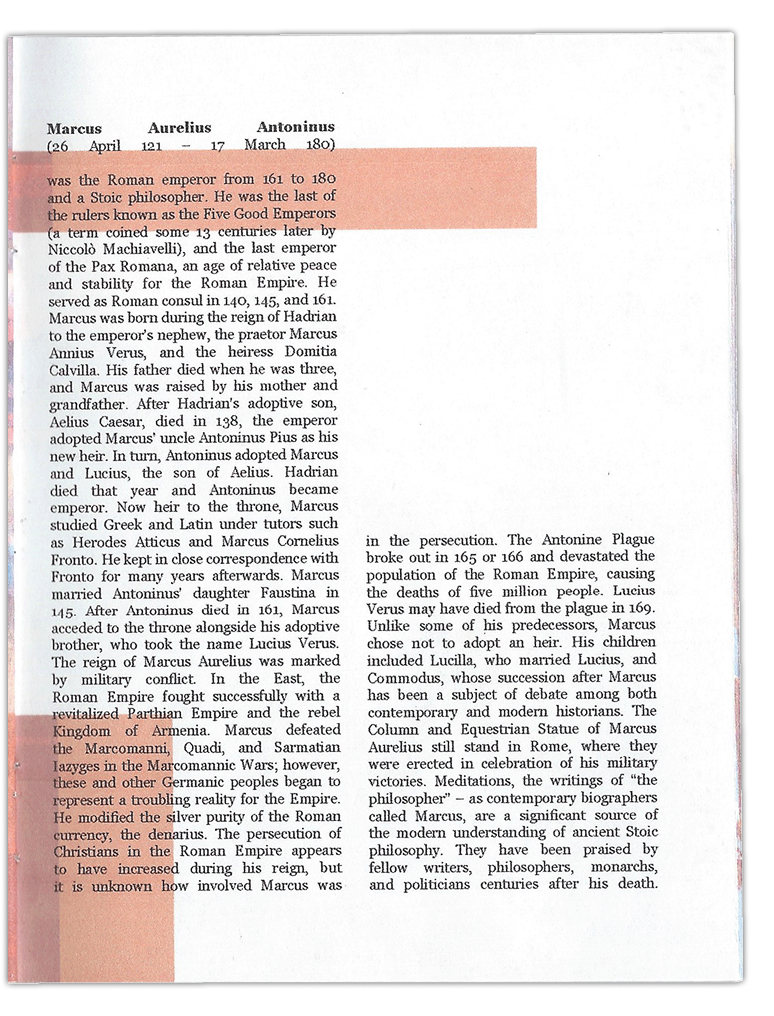 Marcus Aurelius Antoninus
(26 April 121 – 17 March 180)
was the Roman emperor from 161 to 180
and a Stoic philosopher. He was the last of
the rulers known as the Five Good Emperors
(a term coined some 13 centuries later by
Niccolò Machiavelli), and the last emperor
of the Pax Romana, an age of relative peace
and stability for the Roman Empire. He
served as Roman consul in 140, 145, and 161.
Marcus was born during the reign of Hadrian
to the emperor's nephew, the praetor Marcus
Annius Verus, and the heiress Domitia
Calvilla. His father died when he was three,
and Marcus was raised by his mother and
grandfather. After Hadrian's adoptive son,
Aelius Caesar, died in 138, the emperor
adopted Marcus' uncle Antoninus Pius as his
new heir. In turn, Antoninus adopted Marcus
and Lucius, the son of Aelius. Hadrian
died that year and Antoninus became
emperor. Now heir to the throne, Marcus
studied Greek and Latin under tutors such
as Herodes Atticus and Marcus Cornelius
Fronto. He kept in close correspondence with
Fronto for many years afterwards. Marcus
married Antoninus' daughter Faustina in
145. After Antoninus died in 161, Marcus
acceded to the throne alongside his adoptive
brother, who took the name Lucius Verus.
The reign of Marcus Aurelius was marked
by military conflict. In the East, the
Roman Empire fought successfully with a
revitalized Parthian Empire and the rebel
Kingdom of Armenia. Marcus defeated
the Marcomanni, Quadi, and Sarmatian
Iazyges in the Marcomannic Wars; however,
these and other Germanic peoples began to
represent a troubling reality for the Empire.
He modified the silver purity of the Roman
currency, the denarius. The persecution of
Christians in the Roman Empire appears
to have increased during his reign, but
it is unknown how involved Marcus was
in the persecution. The Antonine Plague
broke out in 165 or 166 and devastated the
population of the Roman Empire, causing
the deaths of five million people. Lucius
Verus may have died from the plague in 169.
Unlike some of his predecessors, Marcus
chose not to adopt an heir. His children
included Lucilla, who married Lucius, and
Commodus, whose succession after Marcus
has been a subject of debate among both
contemporary and modern historians. The
Column and Equestrian Statue of Marcus
Aurelius still stand in Rome, where they
were erected in celebration of his military
victories. Meditations, the writings of "the
philosopher" – as contemporary biographers
called Marcus, are a significant source of
the modern understanding of ancient Stoic
philosophy. They have been praised by
fellow writers, philosophers, monarchs,
and politicians centuries after his death.